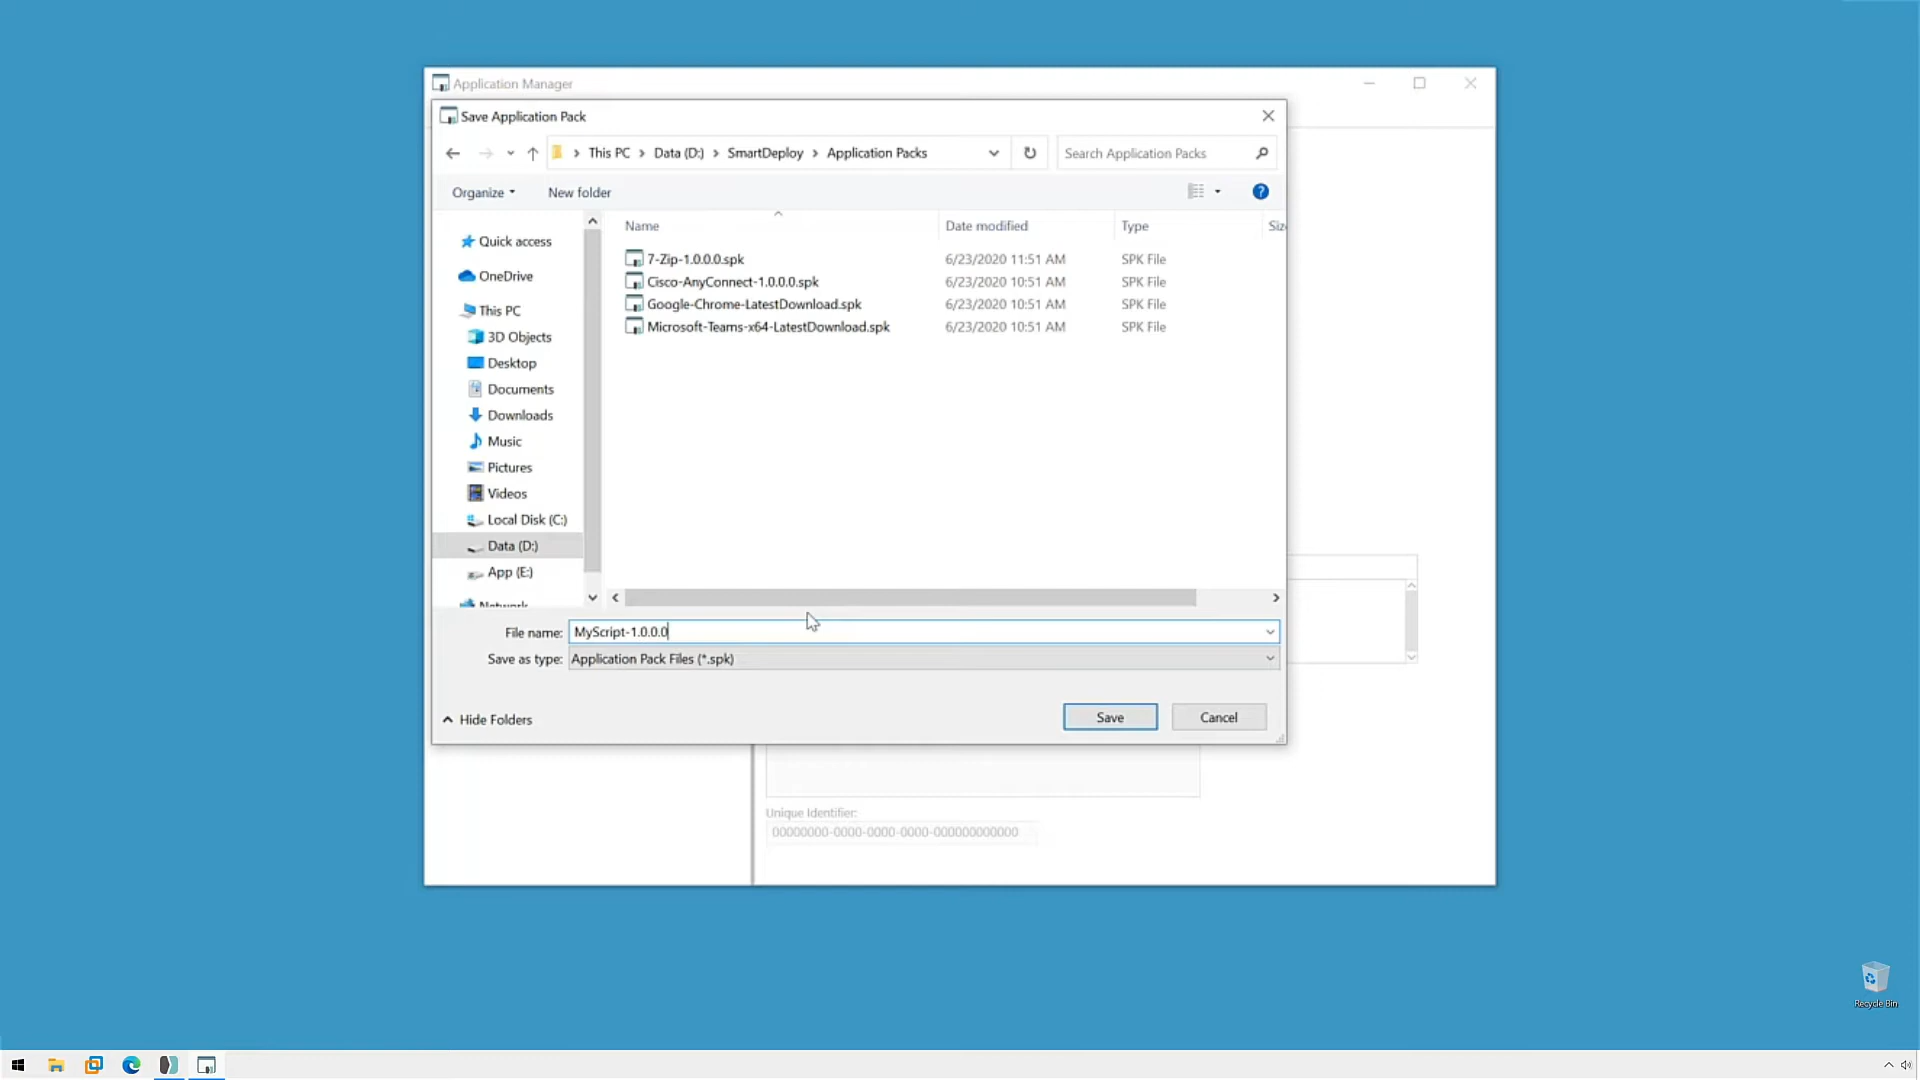 Application Manager
Save Application Pack
This PC > Data (D:) > SmartDeploy > Application Packs
Search Application Packs
Organize
New folder
Name
Date modified
Type
Siz
Quick access
OneDrive
This PC
3D Objects
Desktop
Documents
Downloads
Music
Pictures
Videos
Local Disk (C:)
Data (D:)
App (E:)
Network
7-Zip-1.0.0.0.spk 6/23/2020 11:51 AM SPK File
Cisco-AnyConnect-1.0.0.0.spk 6/23/2020 10:51 AM SPK File
Google-Chrome-LatestDownload.spk 6/23/2020 10:51 AM SPK File
Microsoft-Teams-x64-LatestDownload.spk 6/23/2020 10:51 AM SPK File
File name: MyScript-1.0.0.0
Save as type: Application Pack Files (*.spk)
Hide Folders
Save
Cancel
Unique Identifier:
00000000-0000-0000-0000-000000000000
Recycle Bin